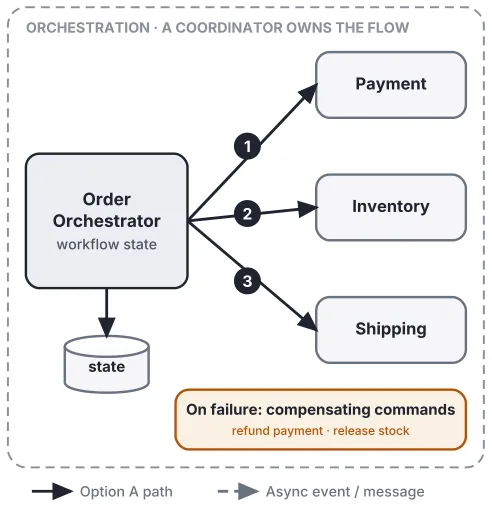 ORCHESTRATION · A COORDINATOR OWNS THE FLOW
Payment
1
Order
Orchestrator
workflow state
2
Inventory
3
Shipping
state
On failure: compensating commands
refund payment · release stock
Option A path
Async event / message